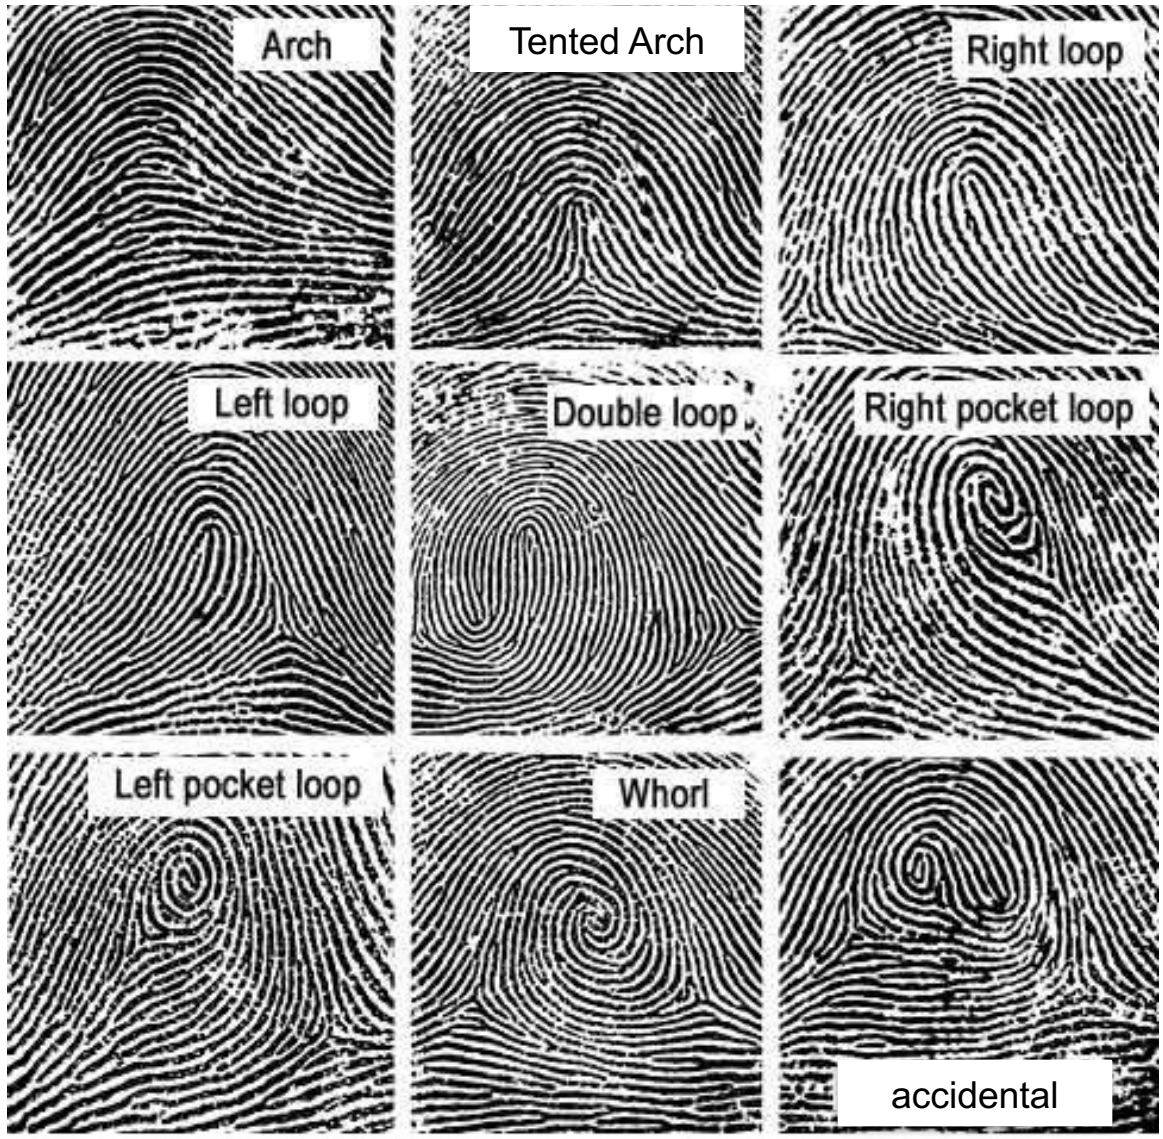 Arch
Tented Arch
Right loop
Left loop
Double loop
Right pocket loop
Left pocket loop
Whorl
accidental